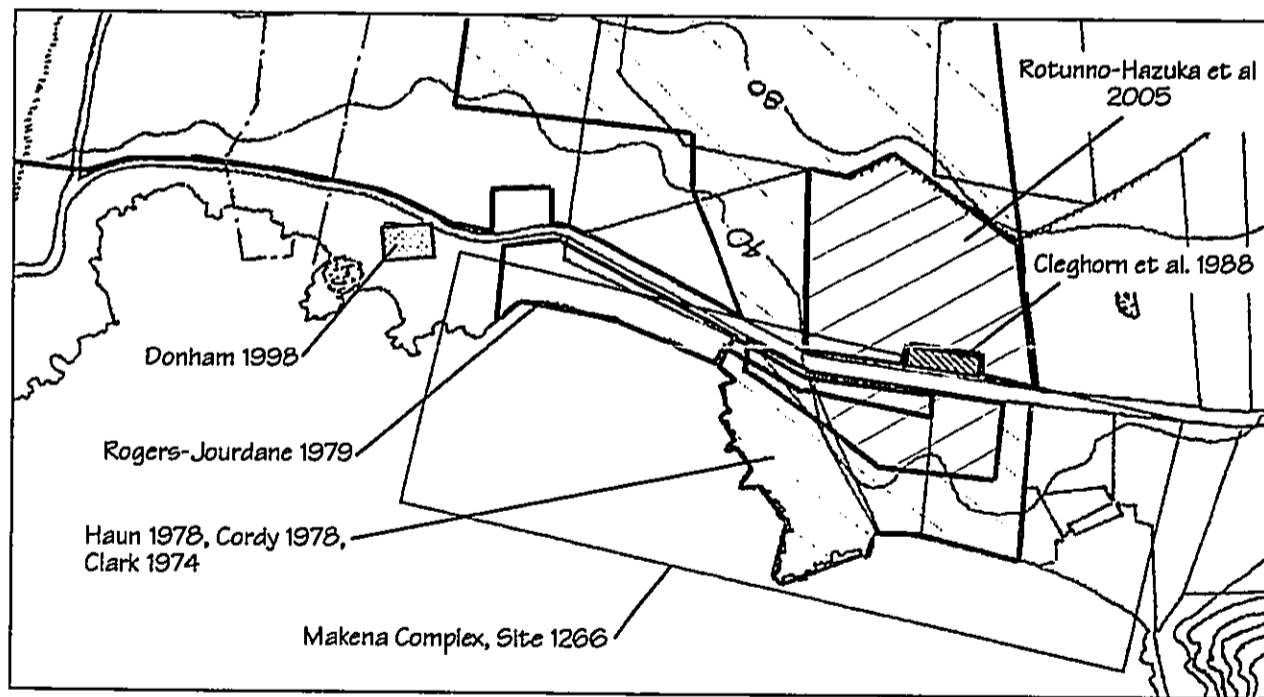 Rotunno-Hazuka et al
2005
80
40
Cleghorn et al. 1988
Donham 1998
Rogers-Jourdane 1979
Haun 1978, Cordy 1978,
Clark 1974
Makena Complex, Site 1266